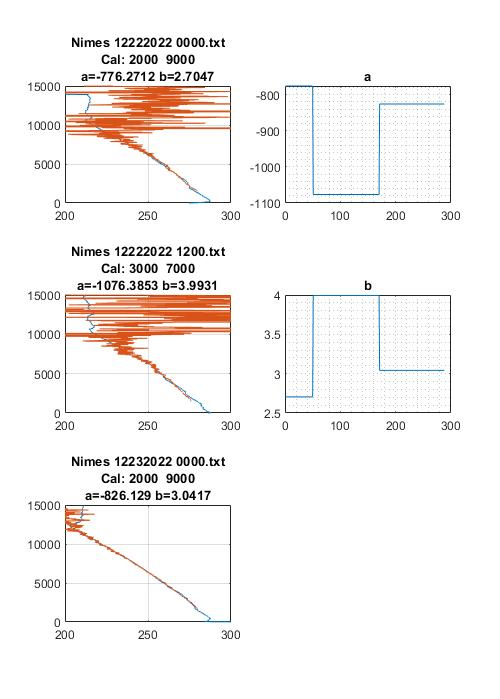 Nimes 12222022 0000.txt
Cal: 2000 9000
a=-776.2712 b=2.7047
15000
10000
5000
0
200 250 300
a
-800
-900
-1000
-1100
0 100 200 300
Nimes 12222022 1200.txt
Cal: 3000 7000
a=-1076.3853 b=3.9931
15000
10000
5000
0
200 250 300
b
4
3.5
3
2.5
0 100 200 300
Nimes 12232022 0000.txt
Cal: 2000 9000
a=-826.129 b=3.0417
15000
10000
5000
0
200 250 300